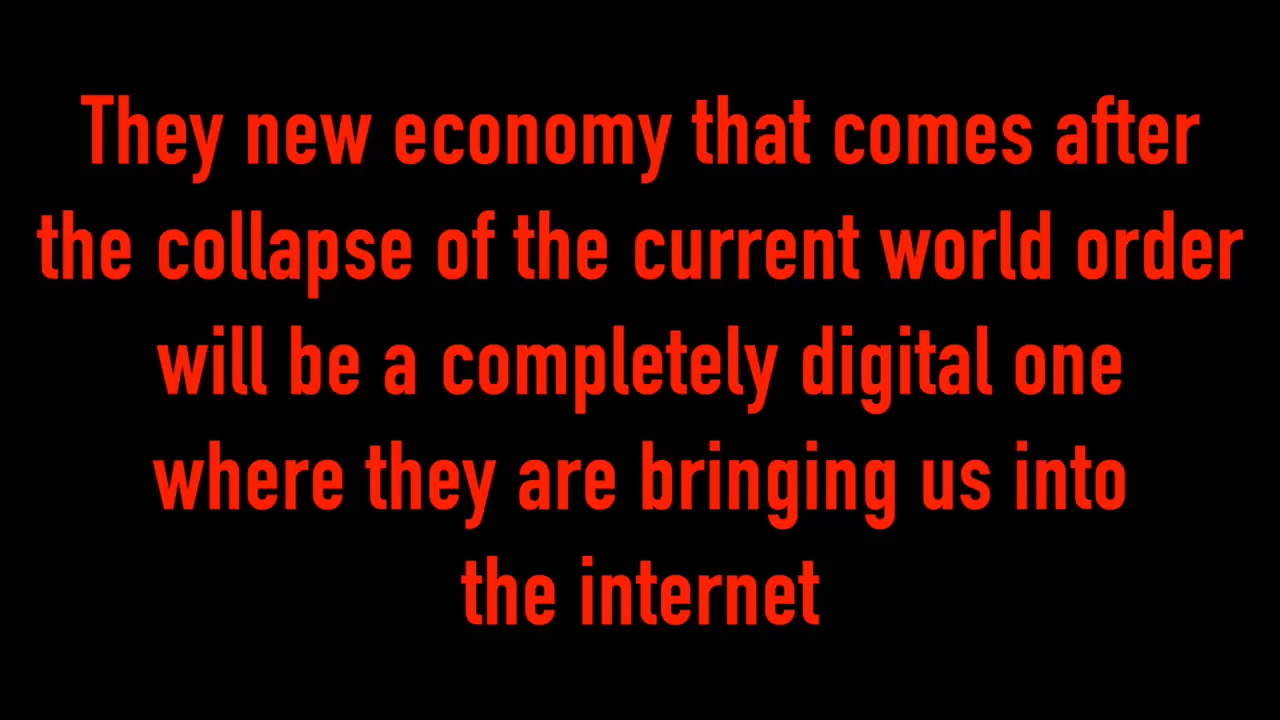 They new economy that comes after
the collapse of the current world order
will be a completely digital one
where they are bringing us into
the internet